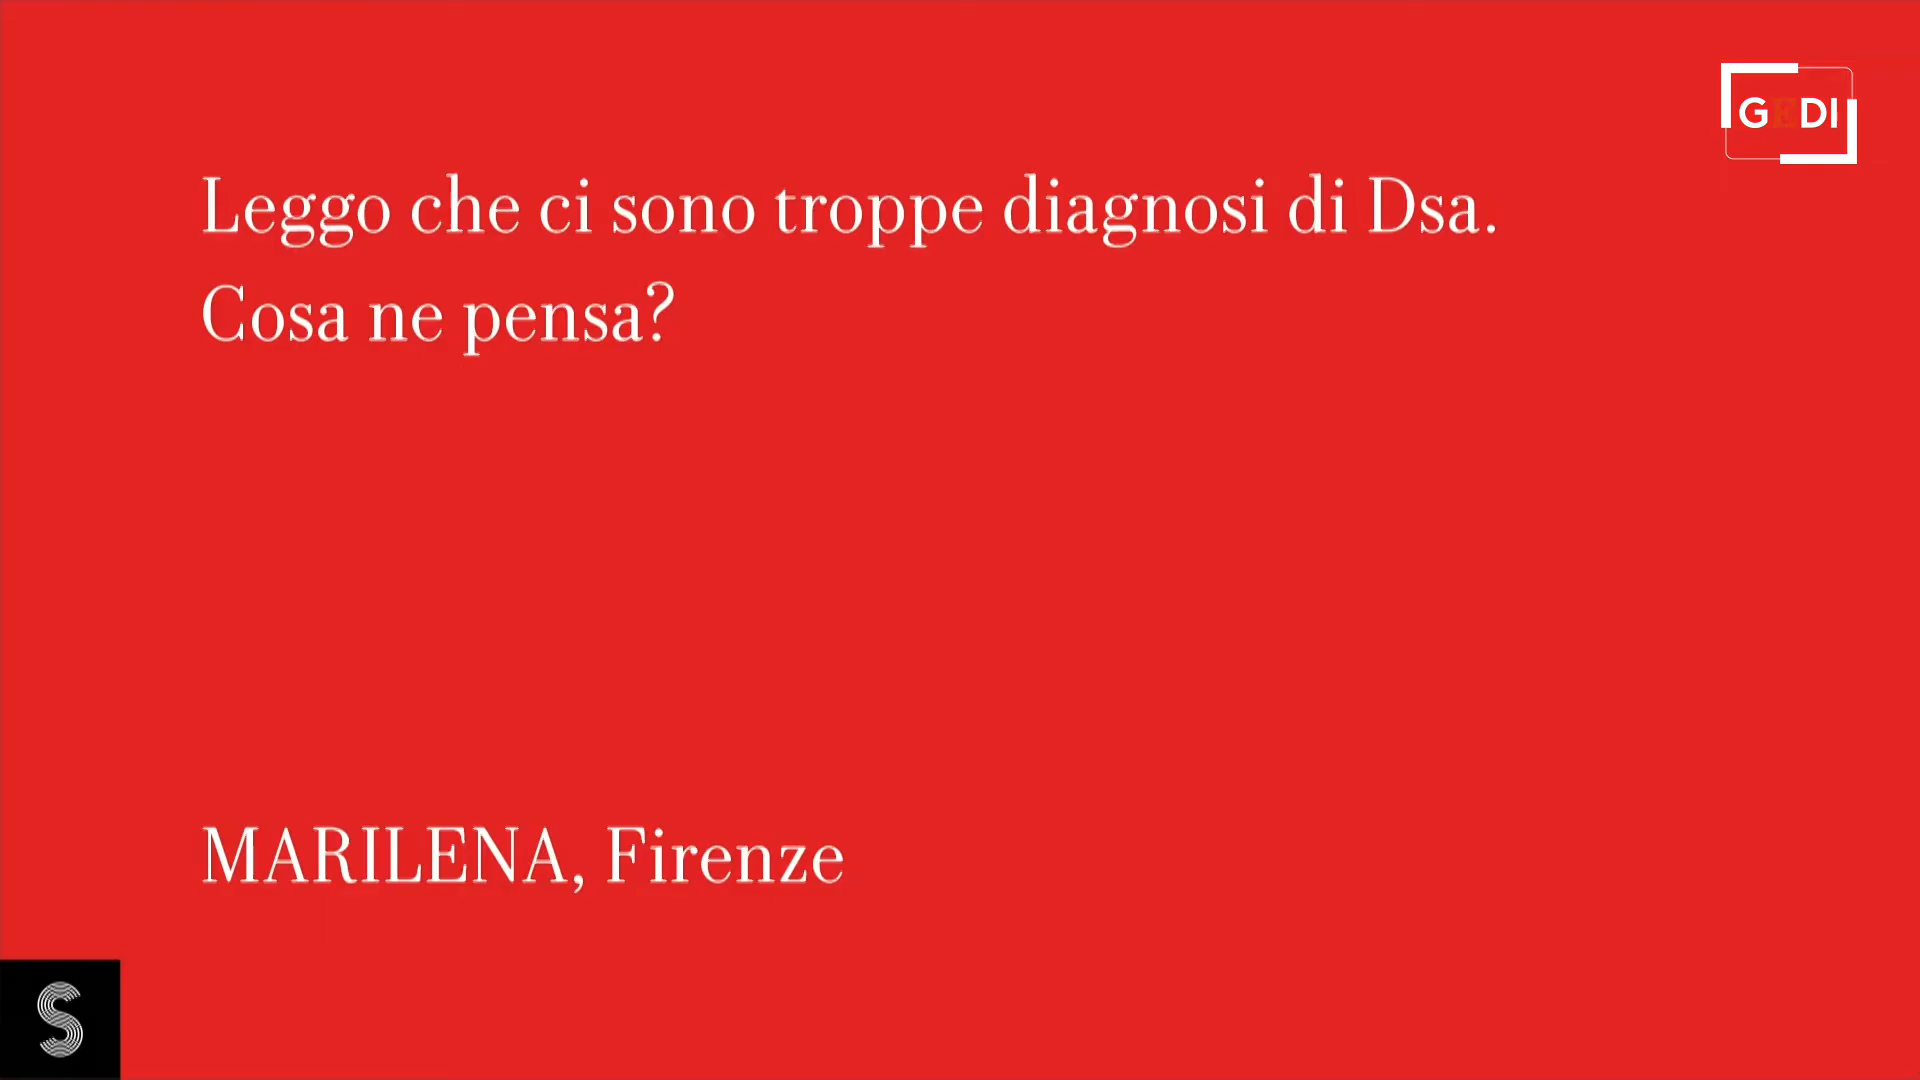 GEDI
Leggo che ci sono troppe diagnosi di Dsa.
Cosa ne pensa?
MARILENA, Firenze
S